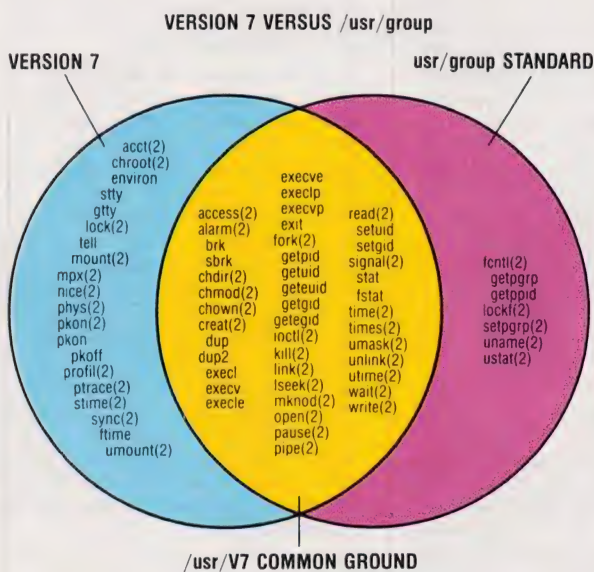 VERSION 7 VERSUS /usr/group
VERSION 7
usr/group STANDARD
acct(2)
chroot(2)
environ
stty
gtty
lock(2)
tell
mount(2)
mpx(2)
nice(2)
phys(2)
pkon(2)
pkon
pkoff
profil(2)
ptrace(2)
stime(2)
sync(2)
ftime
umount(2)
access(2)
alarm(2)
brk
sbrk
chdir(2)
chmod(2)
chown(2)
creat(2)
dup
dup2
execl
execv
execle
execve
execlp
execvp
exit
fork(2)
getpid
getuid
geteuid
getgid
getegid
ioctl(2)
kill(2)
link(2)
lseek(2)
mknod(2)
open(2)
pause(2)
pipe(2)
read(2)
setuid
setgid
signal(2)
stat
fstat
time(2)
times(2)
umask(2)
unlink(2)
utime(2)
wait(2)
write(2)
fcntl(2)
getpgrp
getppid
lockf(2)
setpgrp(2)
uname(2)
ustat(2)
/usr/V7 COMMON GROUND